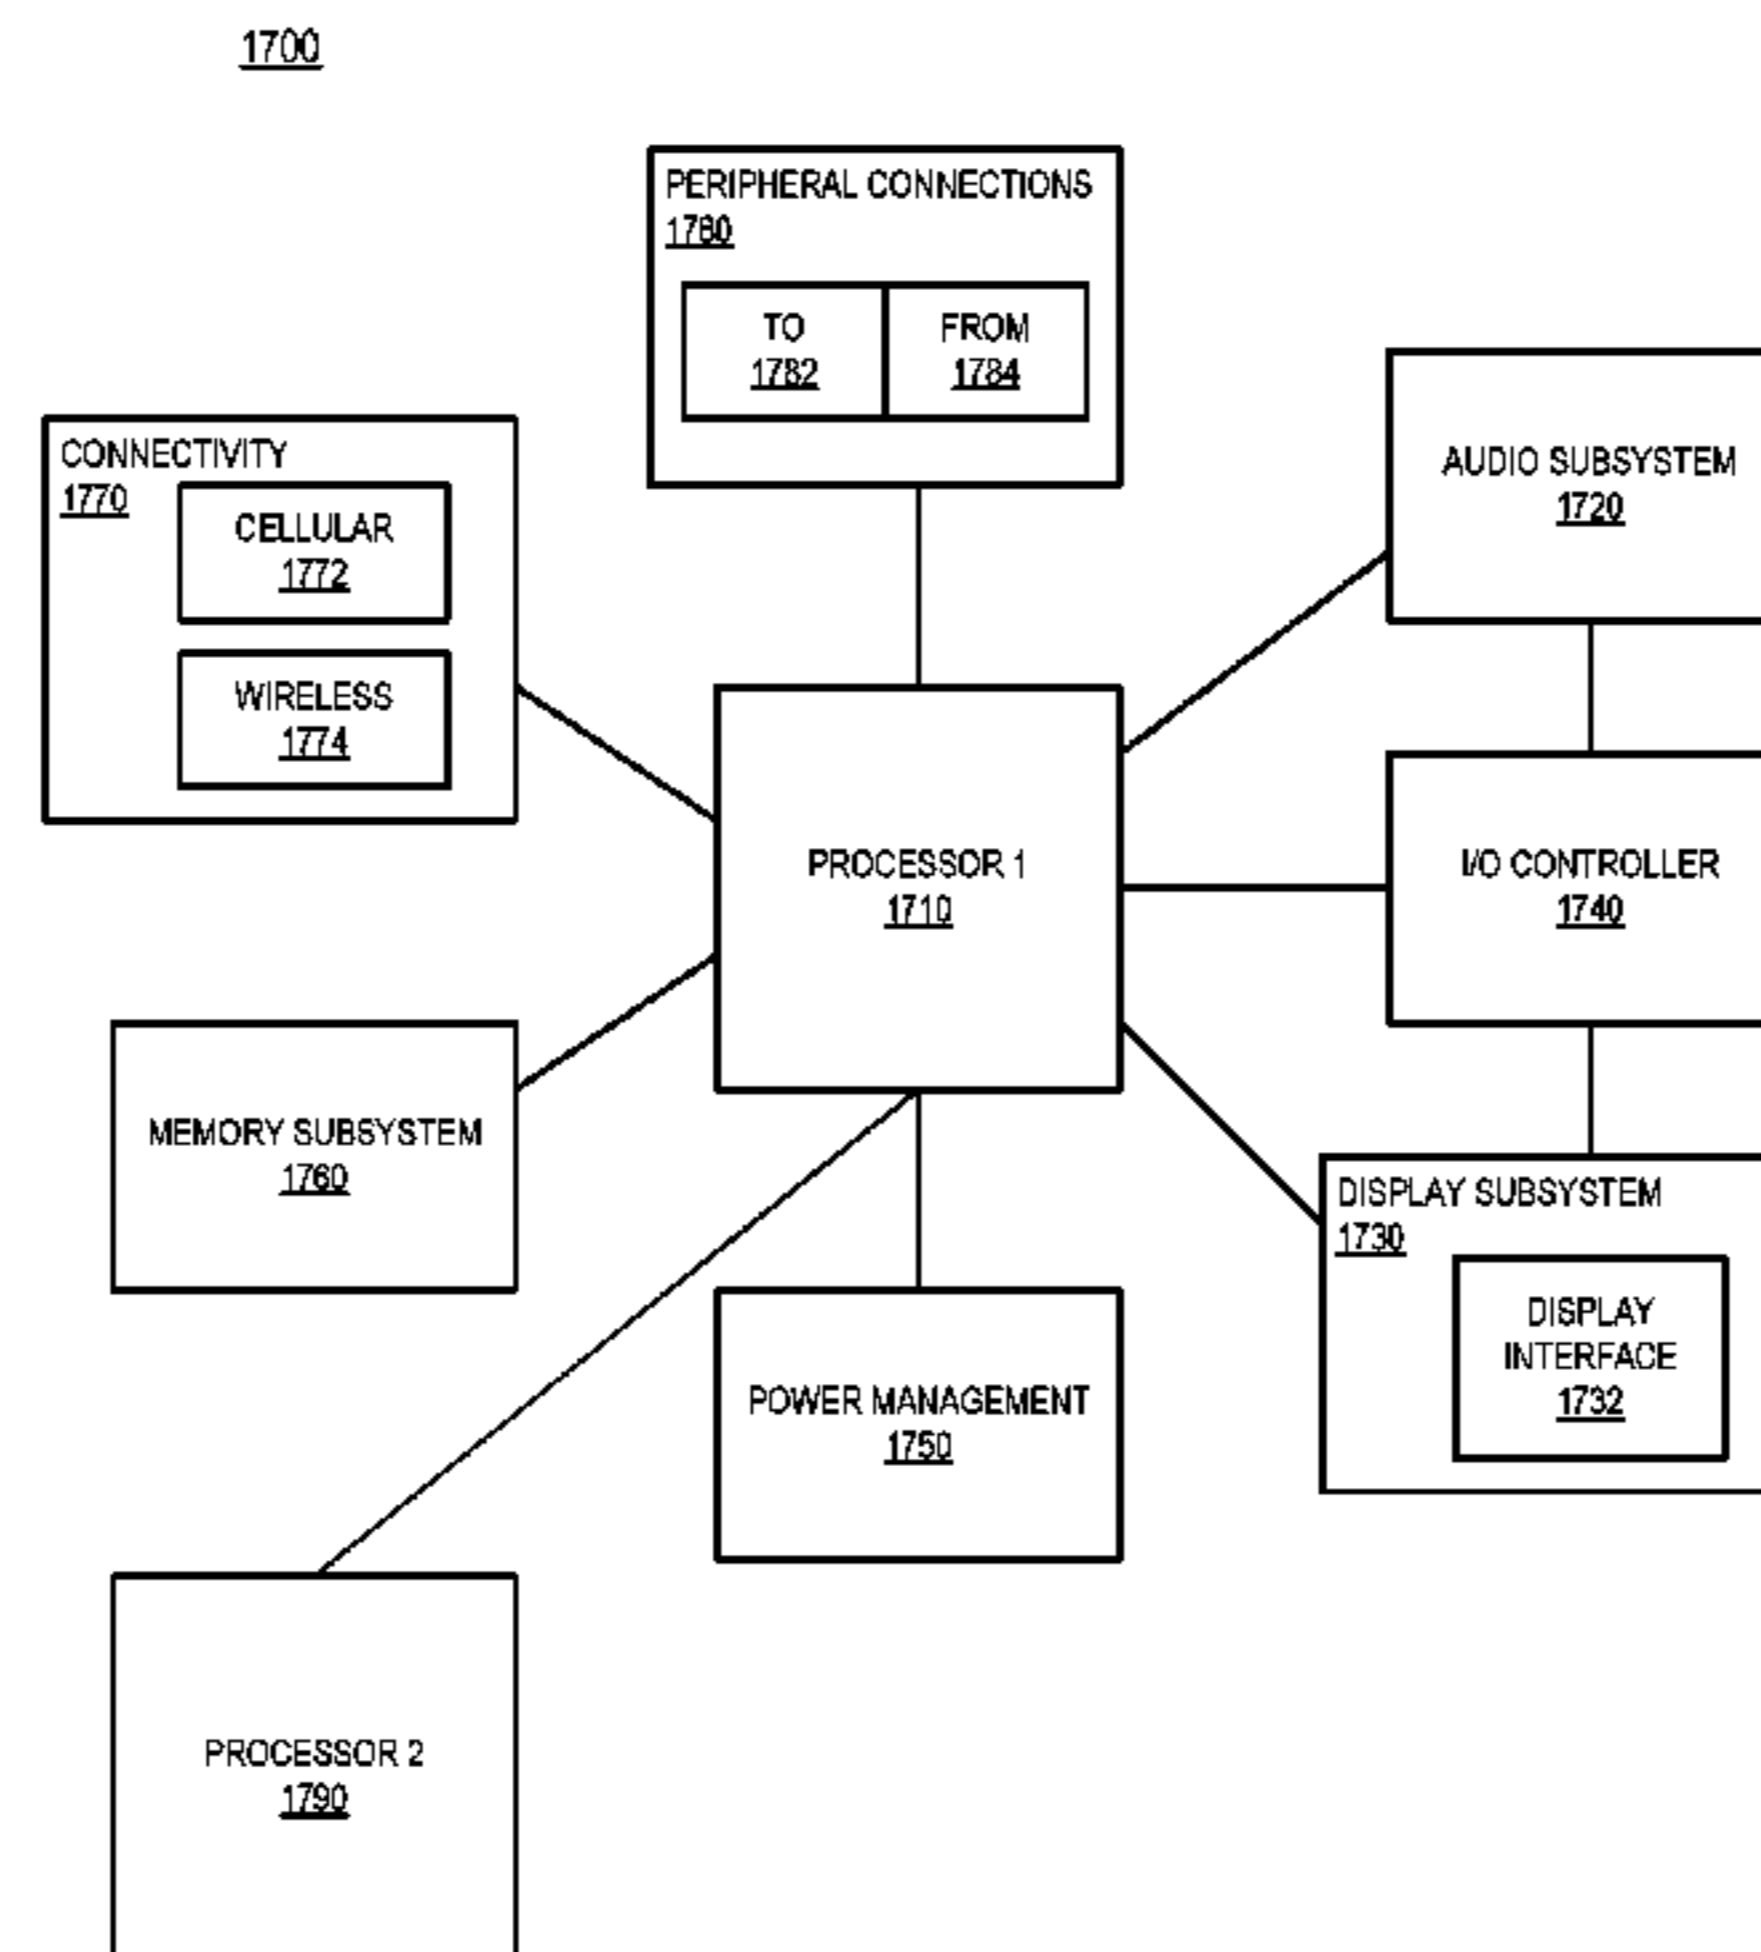 1700
PERIPHERAL CONNECTIONS
1780
TO
1782
FROM
1784
CONNECTIVITY
1770
CELLULAR
1772
WIRELESS
1774
AUDIO SUBSYSTEM
1720
PROCESSOR 1
1710
I/O CONTROLLER
1740
MEMORY SUBSYSTEM
1760
DISPLAY SUBSYSTEM
1730
DISPLAY
INTERFACE
1732
POWER MANAGEMENT
1750
PROCESSOR 2
1790